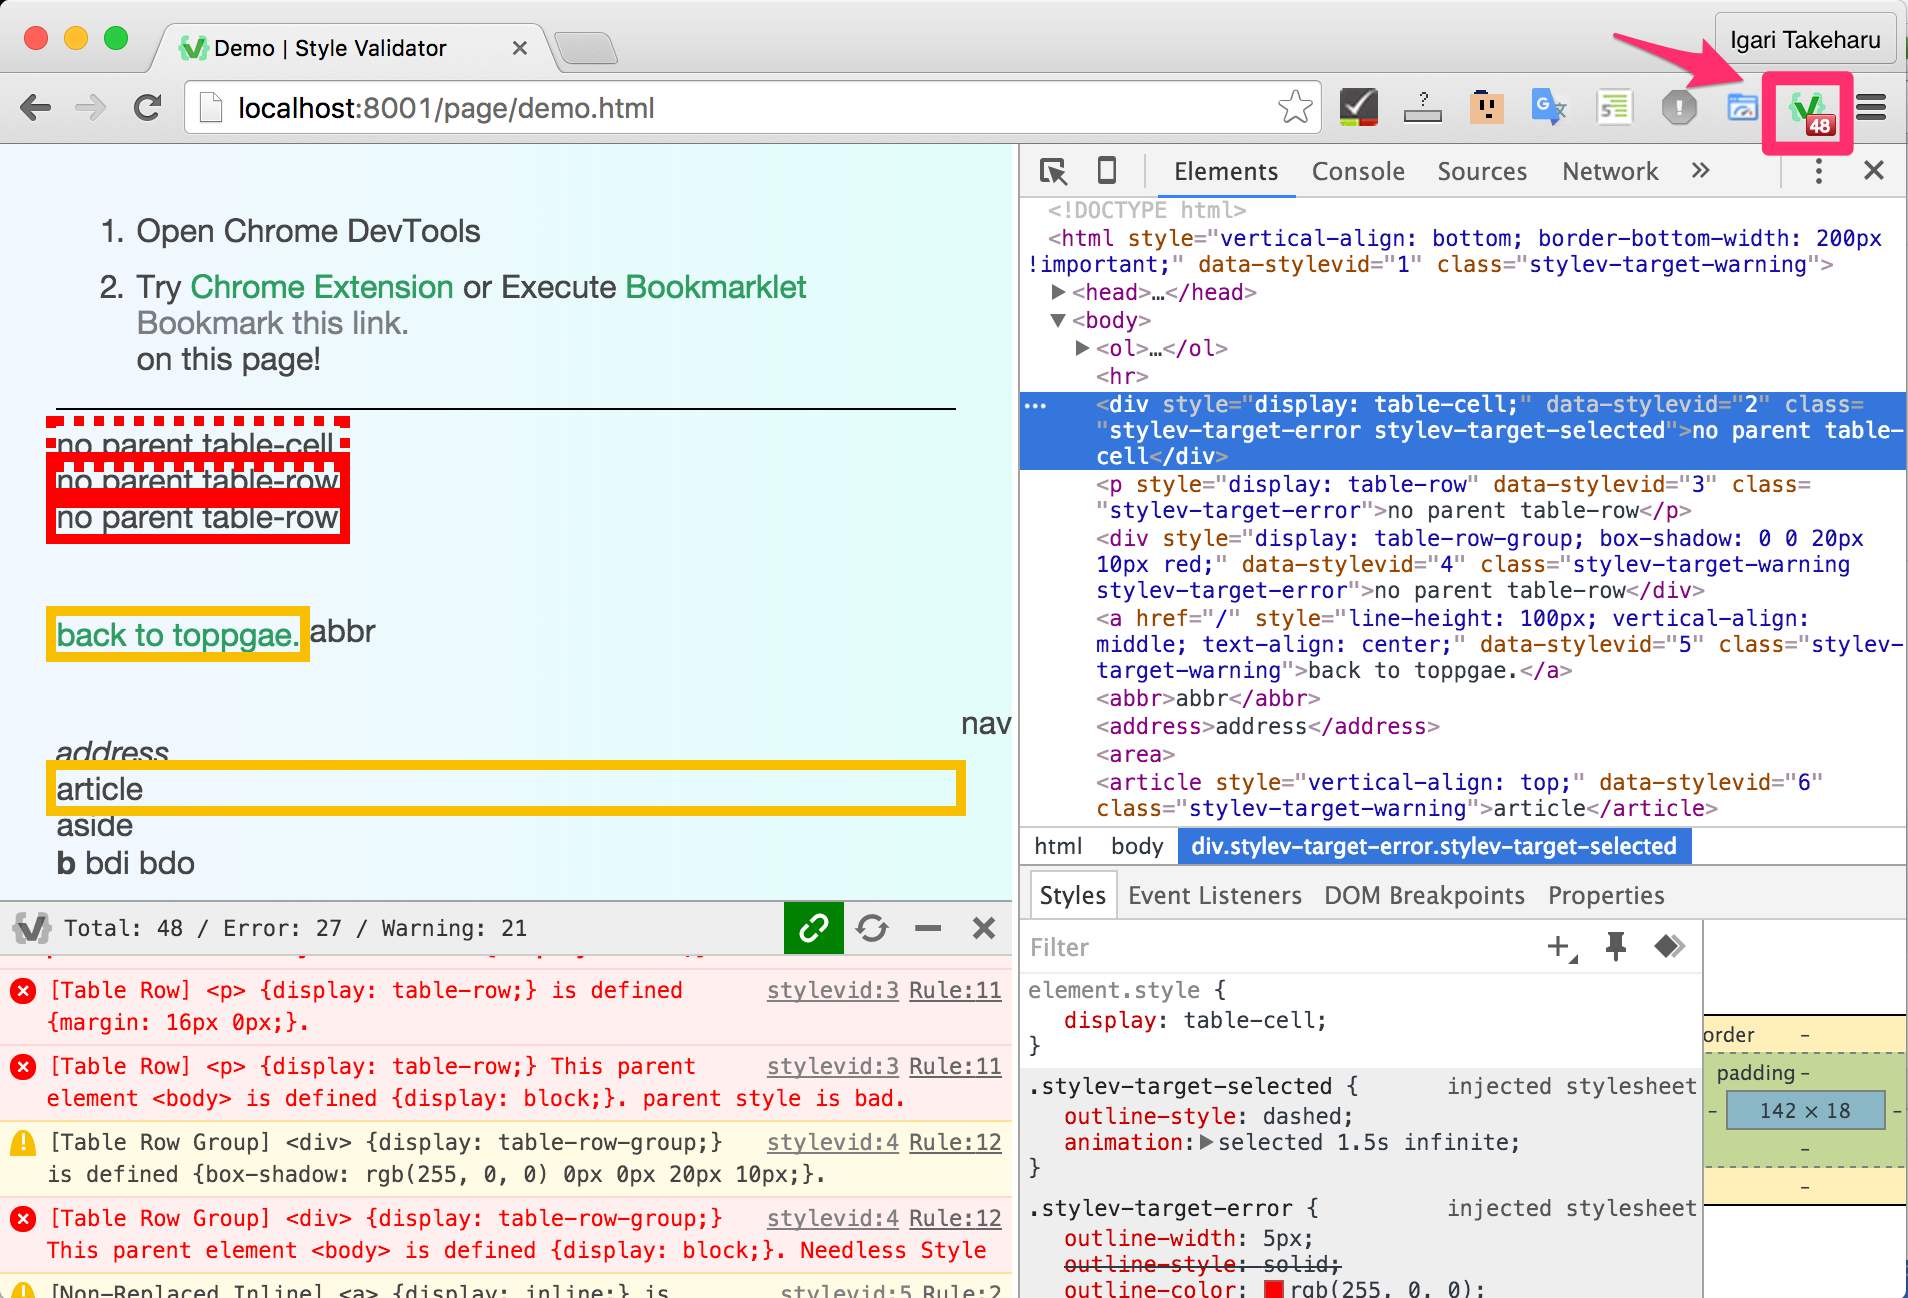 Demo | Style Validator
Igari Takeharu
localhost:8001/page/demo.html
48
1. Open Chrome DevTools
2. Try Chrome Extension or Execute Bookmarklet
Bookmark this link.
on this page!
no parent table-cell
no parent table-row
no parent table-row
back to toppgae. abbr
nav
address
article
aside
b bdi bdo
Total: 48 / Error: 27 / Warning: 21
[Table Row] <p> {display: table-row;} is defined stylevid:3 Rule:11
{margin: 16px 0px;}.
[Table Row] <p> {display: table-row;} This parent stylevid:3 Rule:11
element <body> is defined {display: block;}. parent style is bad.
[Table Row Group] <div> {display: table-row-group;} stylevid:4 Rule:12
is defined {box-shadow: rgb(255, 0, 0) 0px 0px 20px 10px;}.
[Table Row Group] <div> {display: table-row-group;} stylevid:4 Rule:12
This parent element <body> is defined {display: block;}. Needless Style
[Non-Replaced Inline] <a> {display: inline;} is stylevid:5 Rule:2
Elements Console Sources Network »
<!DOCTYPE html>
<html style="vertical-align: bottom; border-bottom-width: 200px
!important;" data-stylevid="1" class="stylev-target-warning">
<head>…</head>
<body>
<ol>…</ol>
<hr>
<div style="display: table-cell;" data-stylevid="2" class=
"stylev-target-error stylev-target-selected">no parent table-
cell</div>
<p style="display: table-row" data-stylevid="3" class=
"stylev-target-error">no parent table-row</p>
<div style="display: table-row-group; box-shadow: 0 0 20px
10px red;" data-stylevid="4" class="stylev-target-warning
stylev-target-error">no parent table-row</div>
<a href="/" style="line-height: 100px; vertical-align:
middle; text-align: center;" data-stylevid="5" class="stylev-
target-warning">back to toppgae.</a>
<abbr>abbr</abbr>
<address>address</address>
<area>
<article style="vertical-align: top;" data-stylevid="6"
class="stylev-target-warning">article</article>
html body div.stylev-target-error.stylev-target-selected
Styles Event Listeners DOM Breakpoints Properties
Filter
element.style {
display: table-cell;
}
.stylev-target-selected { injected stylesheet
outline-style: dashed;
animation: selected 1.5s infinite;
}
.stylev-target-error { injected stylesheet
outline-width: 5px;
outline-style: solid;
outline-color: rgb(255, 0, 0);
order -
padding -
- 142 × 18 -
-
-